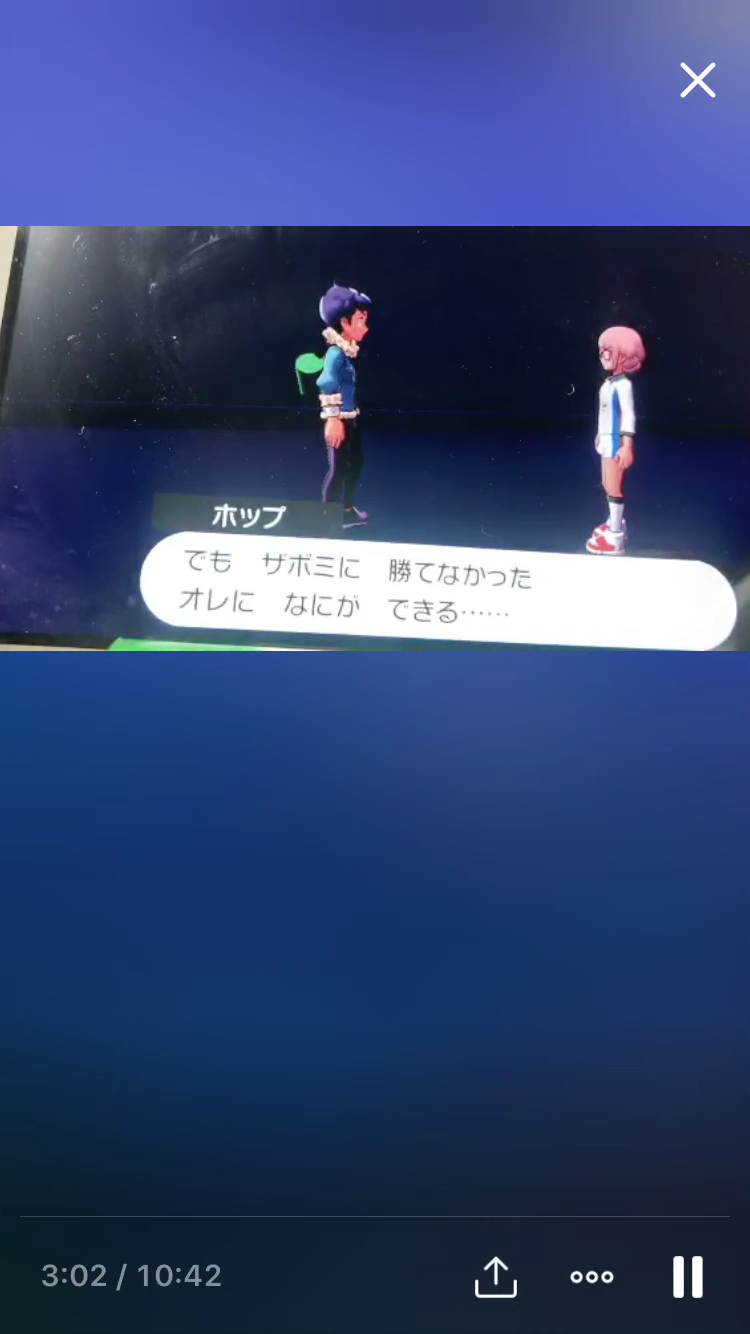 ホップ
でも　ザボミに　勝てなかった
オレに　なにが　できる……
3:02 / 10:42